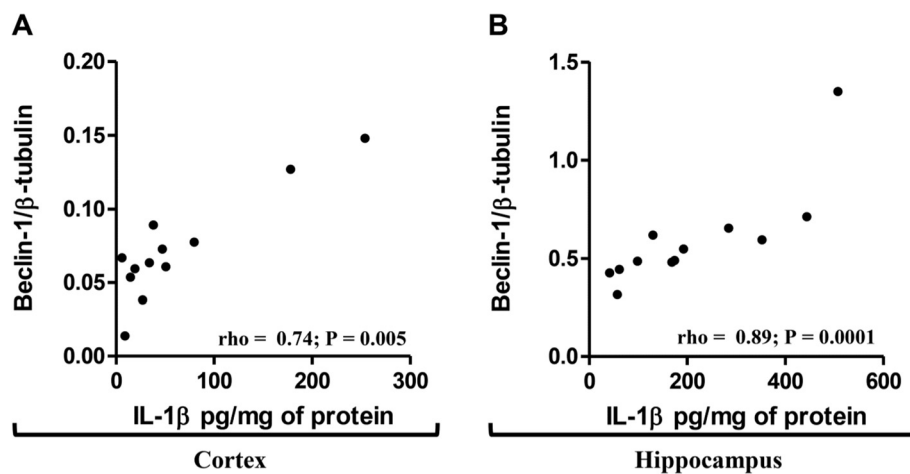 A
Beclin-1/β-tubulin
0.20
0.15
0.10
0.05
0.00
rho = 0.74; P = 0.005
0 100 200 300
IL-1β pg/mg of protein
Cortex
B
Beclin-1/β-tubulin
1.5
1.0
0.5
0.0
rho = 0.89; P = 0.0001
0 200 400 600
IL-1β pg/mg of protein
Hippocampus